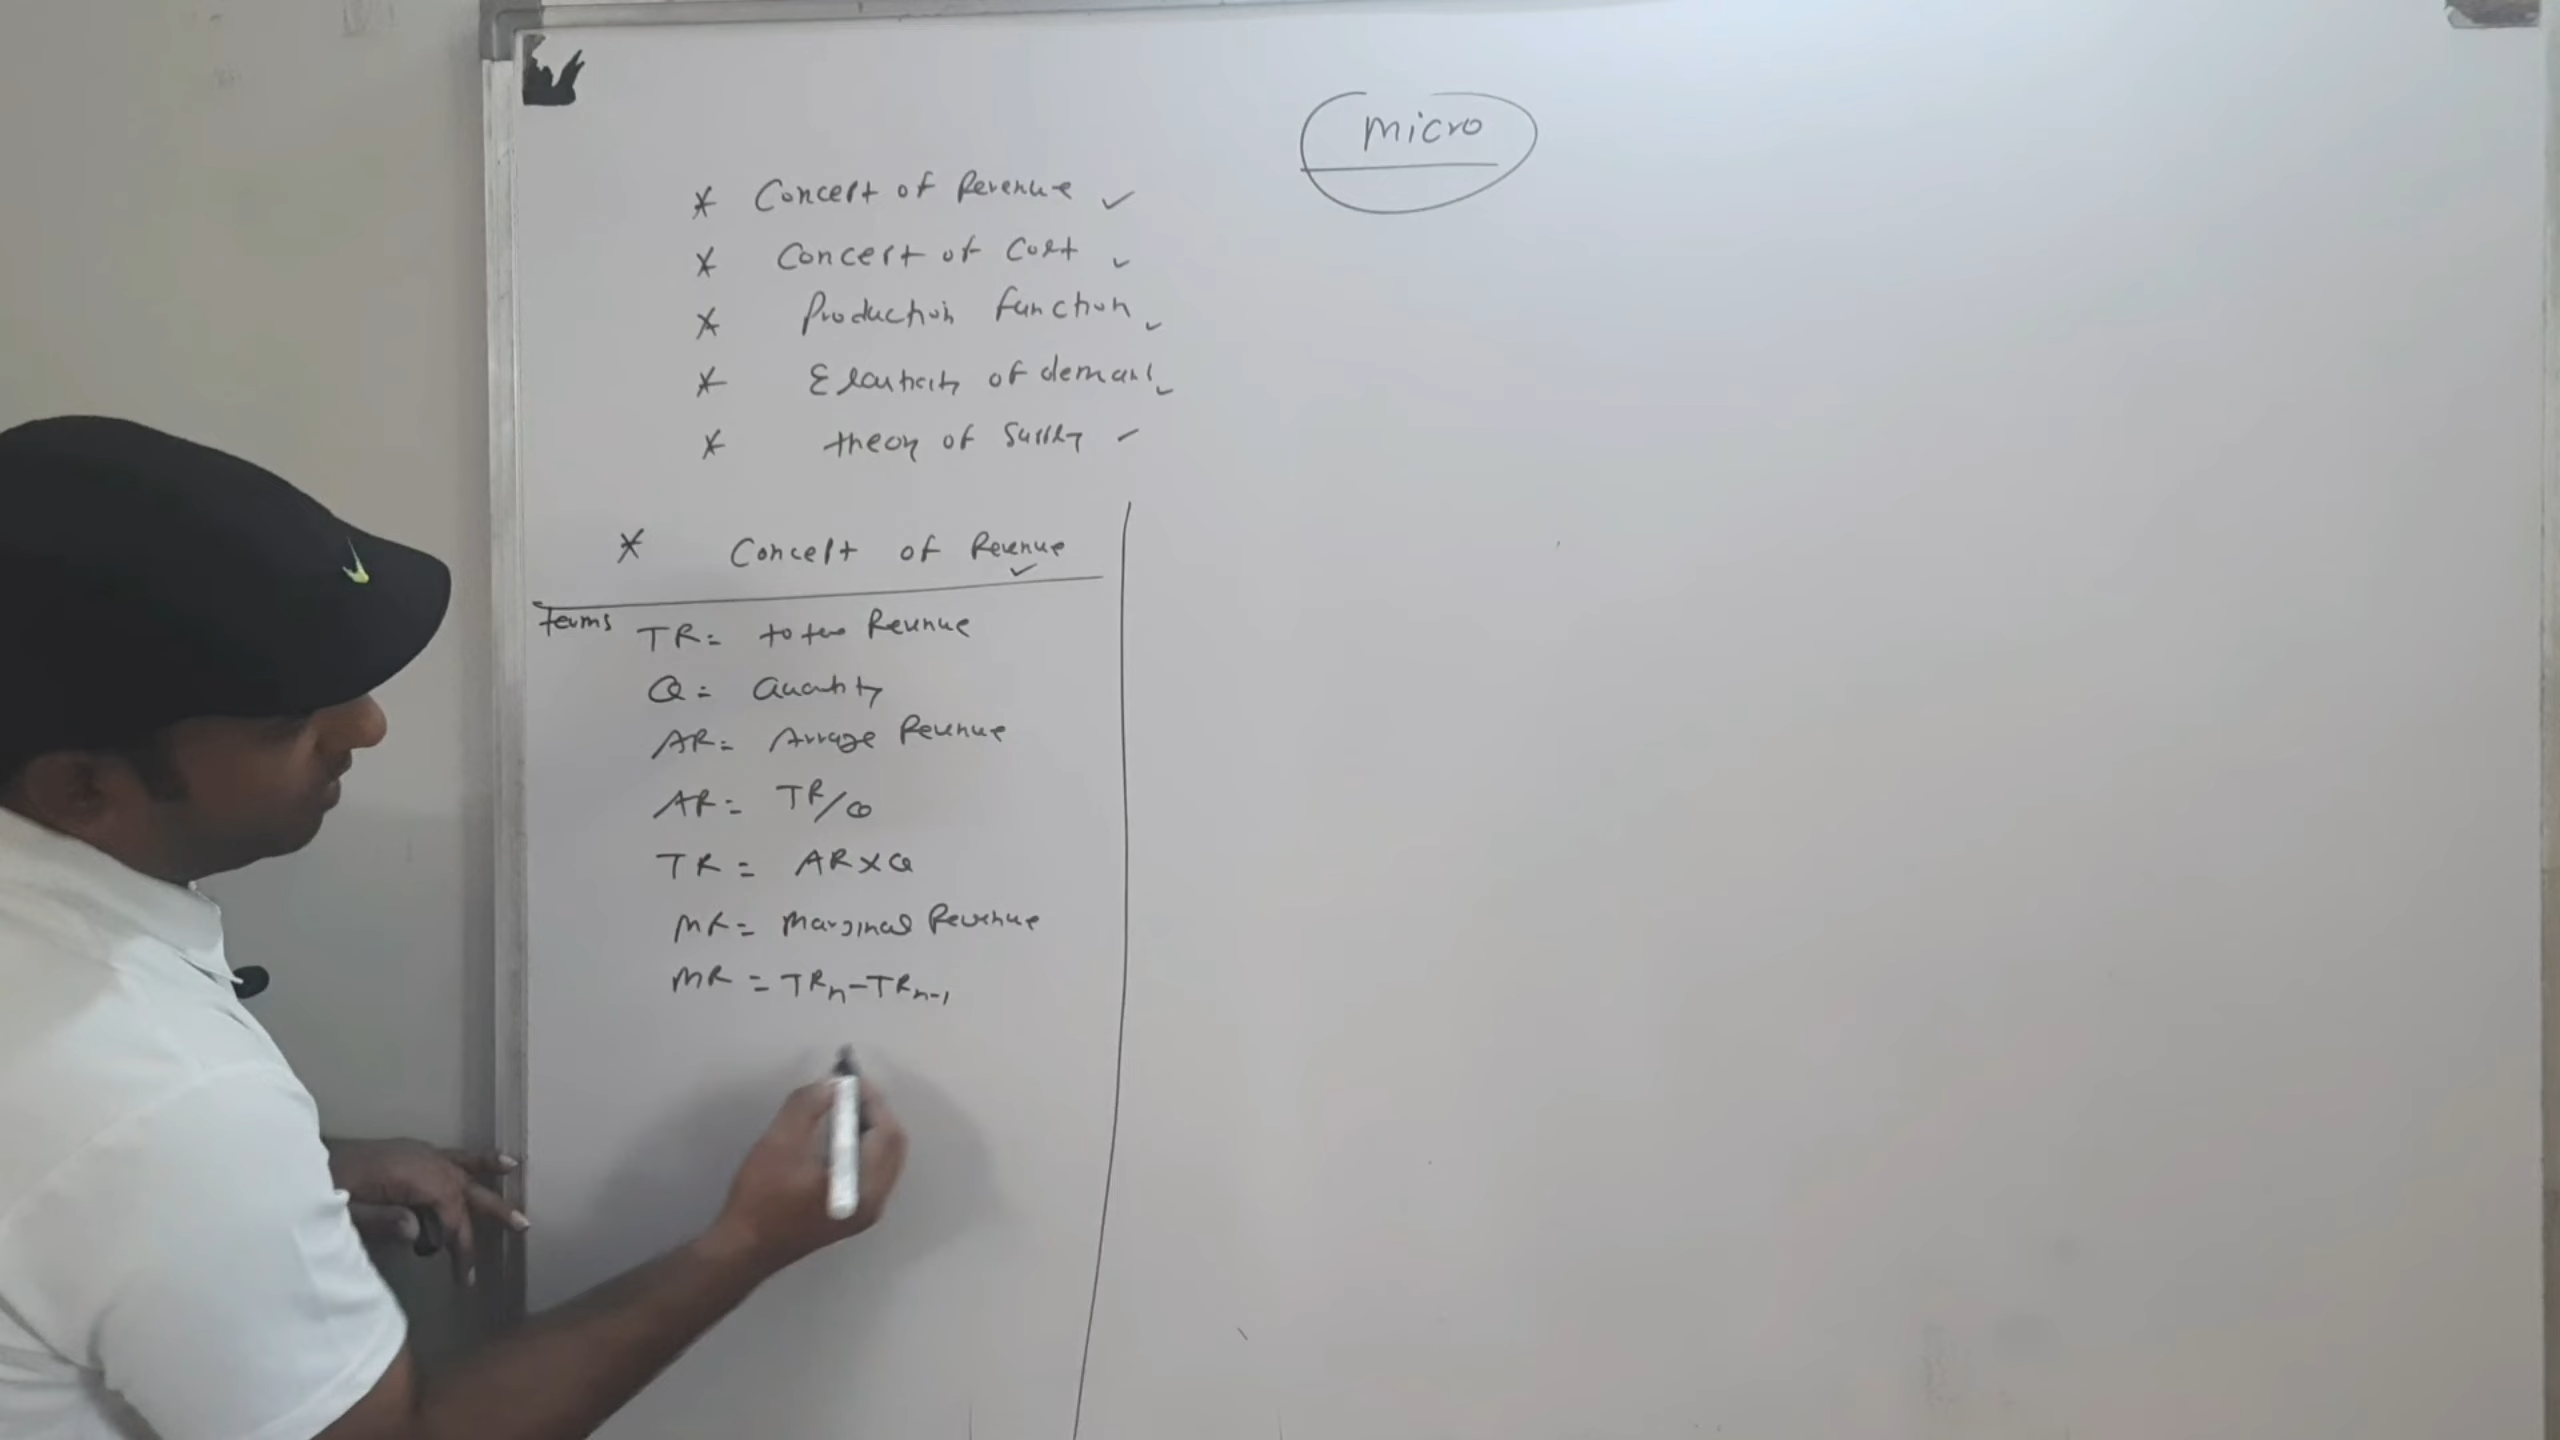 micro
* Concept of Revenue ✓
* Concept of Cost ✓
* Production function ✓
* Elasticity of demand ✓
* theory of Supply ✓
* Concept of Revenue ✓
Terms
TR = total Revenue
Q = Quantity
AR = Average Revenue
AR = TR/Q
TR = AR×Q
MR = Marginal Revenue
MR = TRn-TRn-1